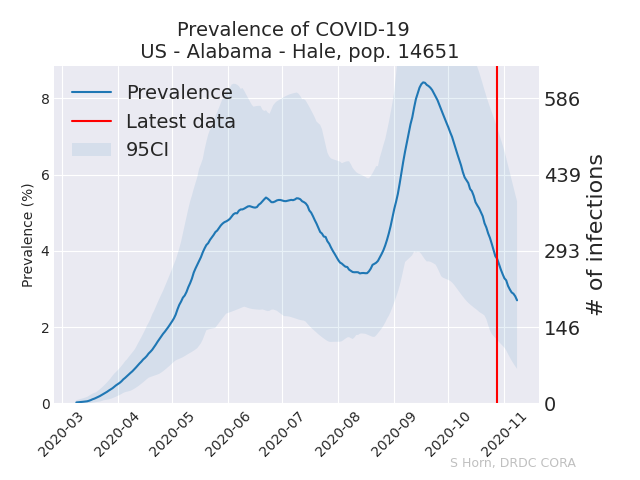 Prevalence of COVID-19
US - Alabama - Hale, pop. 14651
Prevalence
Latest data
95CI
Prevalence (%)
8
6
4
2
0
586
439
293
146
0
# of infections
2020-03
2020-04
2020-05
2020-06
2020-07
2020-08
2020-09
2020-10
2020-11
S Horn, DRDC CORA